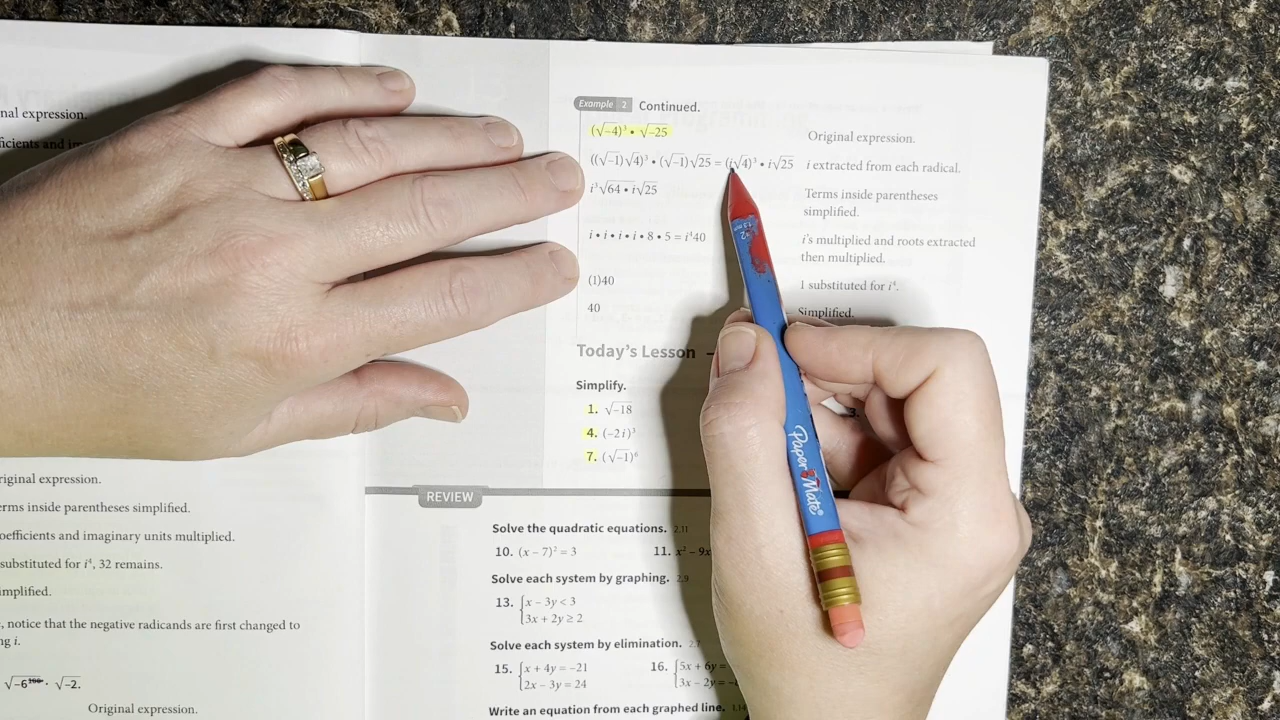 nal expression.
riginal expression.
erms inside parentheses simplified.
oefficients and imaginary units multiplied.
substituted for i⁴, 32 remains.
implified.
, notice that the negative radicands are first changed to
ng i.
√-2.
Original expression.
Example 2 Continued.
(√-4)³ • √-25 Original expression.
((√-1)√4)³ • (√-1)√25 = (i√4)³ • i√25 i extracted from each radical.
i³√64 • i√25 Terms inside parentheses
simplified.
i • i • i • i • 8 • 5 = i⁴40 i's multiplied and roots extracted
then multiplied.
(1)40 1 substituted for i⁴.
40 Simplified.
Today's Lesson
Simplify.
1. √-18
4. (-2i)³
7. (√-1)⁶
REVIEW
Solve the quadratic equations. 2.11
10. (x − 7)² = 3 11. x² − 9x
Solve each system by graphing. 2.9
13. { x − 3y < 3
3x + 2y ≥ 2
Solve each system by elimination. 2.7
15. { x + 4y = −21 16. { 5x + 6y =
2x − 3y = 24 3x − 2y =
Write an equation from each graphed line. 1.14
Paper Mate®